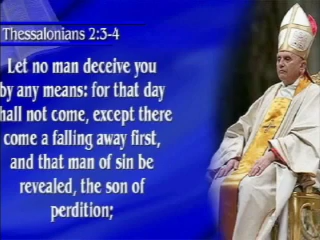 Thessalonians 2:3-4
Let no man deceive you
by any means: for that day
hall not come, except there
come a falling away first,
and that man of sin be
revealed, the son of
perdition;